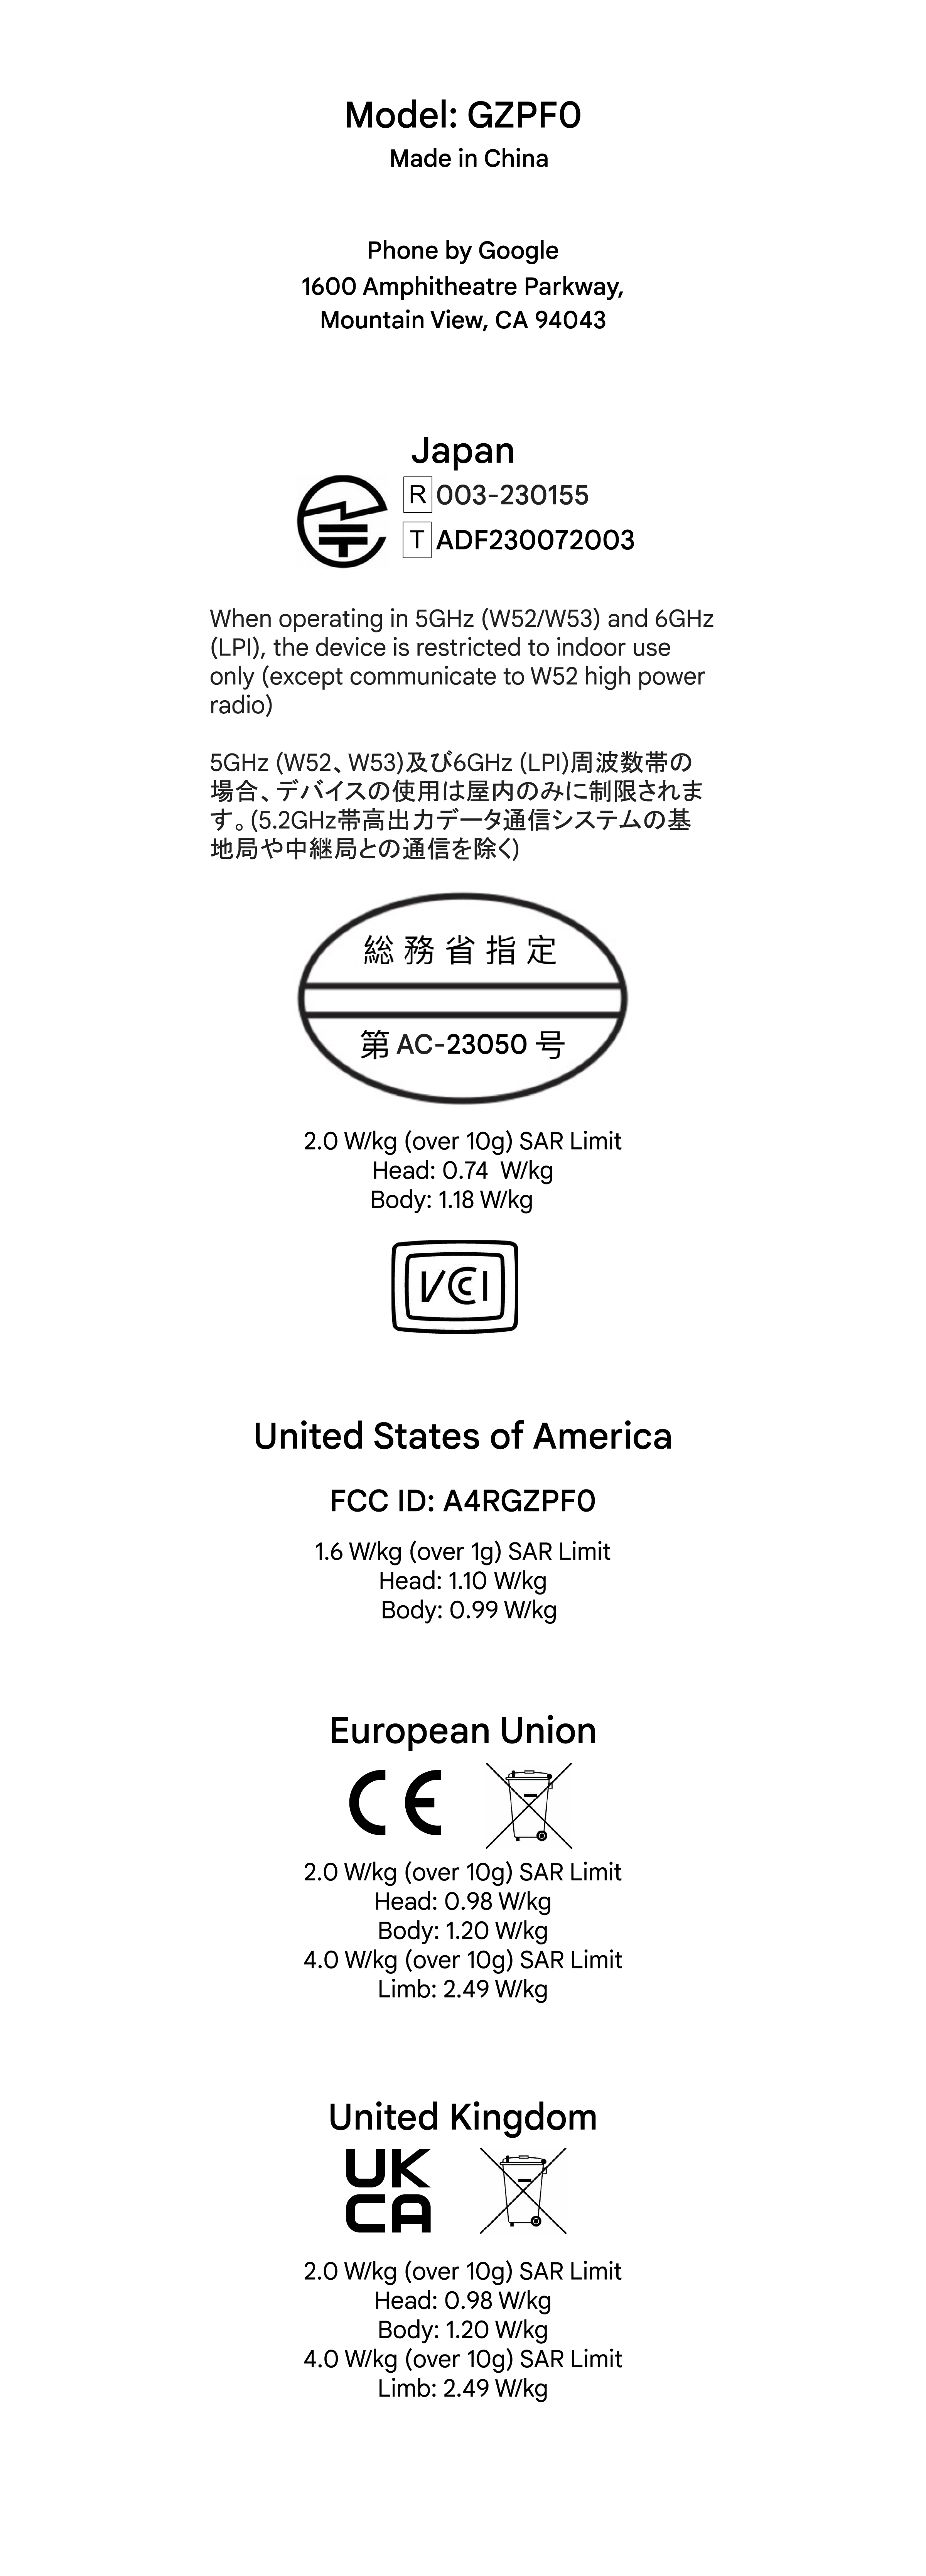 Model: GZPF0
Made in China
Phone by Google
1600 Amphitheatre Parkway,
Mountain View, CA 94043
Japan
R 003-230155
T ADF230072003
When operating in 5GHz (W52/W53) and 6GHz
(LPI), the device is restricted to indoor use
only (except communicate to W52 high power
radio)
5GHz (W52、W53)及び6GHz (LPI)周波数帯の
場合、デバイスの使用は屋内のみに制限されま
す。(5.2GHz帯高出力データ通信システムの基
地局や中継局との通信を除く)
総務省指定
第 AC-23050 号
2.0 W/kg (over 10g) SAR Limit
Head: 0.74 W/kg
Body: 1.18 W/kg
VCCI
United States of America
FCC ID: A4RGZPF0
1.6 W/kg (over 1g) SAR Limit
Head: 1.10 W/kg
Body: 0.99 W/kg
European Union
CE
2.0 W/kg (over 10g) SAR Limit
Head: 0.98 W/kg
Body: 1.20 W/kg
4.0 W/kg (over 10g) SAR Limit
Limb: 2.49 W/kg
United Kingdom
UK
CA
2.0 W/kg (over 10g) SAR Limit
Head: 0.98 W/kg
Body: 1.20 W/kg
4.0 W/kg (over 10g) SAR Limit
Limb: 2.49 W/kg